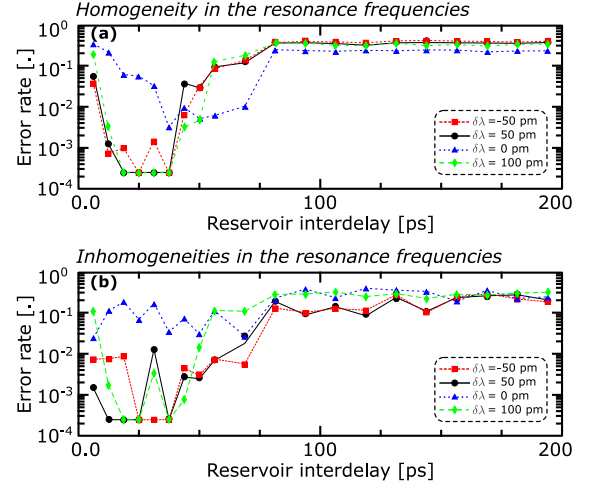 Homogeneity in the resonance frequencies
(a)
Error rate [.]
10^0
10^-1
10^-2
10^-3
10^-4
δλ =-50 pm
δλ = 50 pm
δλ = 0 pm
δλ = 100 pm
0.0 100 200
Reservoir interdelay [ps]
Inhomogeneities in the resonance frequencies
(b)
Error rate [.]
10^0
10^-1
10^-2
10^-3
10^-4
δλ =-50 pm
δλ = 50 pm
δλ = 0 pm
δλ = 100 pm
0.0 100 200
Reservoir interdelay [ps]